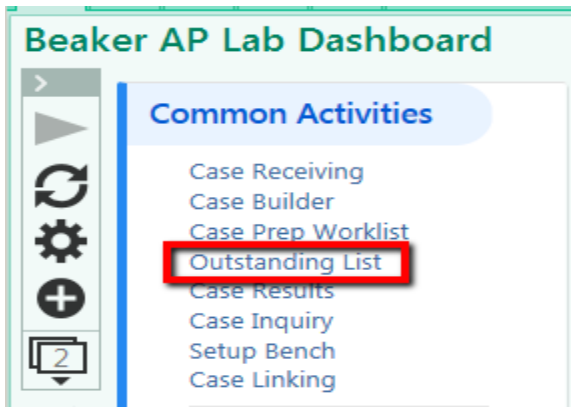 Beaker AP Lab Dashboard
Common Activities
Case Receiving
Case Builder
Case Prep Worklist
Outstanding List
Case Results
Case Inquiry
Setup Bench
2
Case Linking